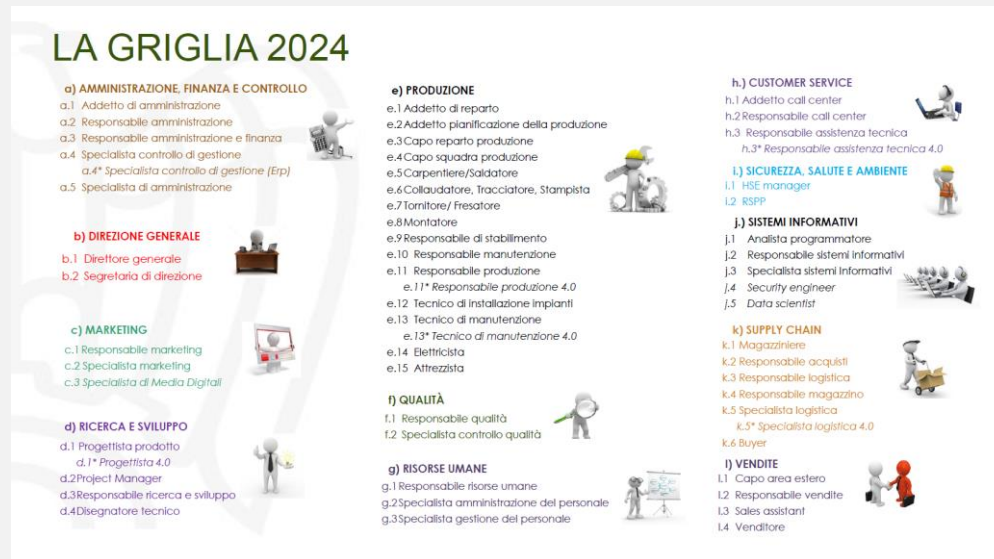 LA GRIGLIA 2024
a) AMMINISTRAZIONE, FINANZA E CONTROLLO
a.1 Addetto di amministrazione
a.2 Responsabile amministrazione
a.3 Responsabile amministrazione e finanza
a.4 Specialista controllo di gestione
a.4* Specialista controllo di gestione (Erp)
a.5 Specialista di amministrazione
b) DIREZIONE GENERALE
b.1 Direttore generale
b.2 Segretaria di direzione
c) MARKETING
c.1 Responsabile marketing
c.2 Specialista marketing
c.3 Specialista di Media Digitali
d) RICERCA E SVILUPPO
d.1 Progettista prodotto
d.1* Progettista 4.0
d.2Project Manager
d.3Responsabile ricerca e sviluppo
d.4Disegnatore tecnico
e) PRODUZIONE
e.1 Addetto di reparto
e.2 Addetto pianificazione della produzione
e.3 Capo reparto produzione
e.4 Capo squadra produzione
e.5 Carpentiere/Saldatore
e.6 Collaudatore, Tracciatore, Stampista
e.7 Tornitore/ Fresatore
e.8 Montatore
e.9 Responsabile di stabilimento
e.10 Responsabile manutenzione
e.11 Responsabile produzione
e.11* Responsabile produzione 4.0
e.12 Tecnico di installazione impianti
e.13 Tecnico di manutenzione
e.13* Tecnico di manutenzione 4.0
e.14 Elettricista
e.15 Attrezzista
f) QUALITÀ
f.1 Responsabile qualità
f.2 Specialista controllo qualità
g) RISORSE UMANE
g.1 Responsabile risorse umane
g.2 Specialista amministrazione del personale
g.3 Specialista gestione del personale
h.) CUSTOMER SERVICE
h.1 Addetto call center
h.2 Responsabile call center
h.3 Responsabile assistenza tecnica
h.3* Responsabile assistenza tecnica 4.0
i.) SICUREZZA, SALUTE E AMBIENTE
i.1 HSE manager
i.2 RSPP
j.) SISTEMI INFORMATIVI
j.1 Analista programmatore
j.2 Responsabile sistemi informativi
j.3 Specialista sistemi Informativi
j.4 Security engineer
j.5 Data scientist
k) SUPPLY CHAIN
k.1 Magazziniere
k.2 Responsabile acquisti
k.3 Responsabile logistica
k.4 Responsabile magazzino
k.5 Specialista logistica
k.5* Specialista logistica 4.0
k.6 Buyer
l) VENDITE
l.1 Capo area estero
l.2 Responsabile vendite
l.3 Sales assistant
l.4 Venditore